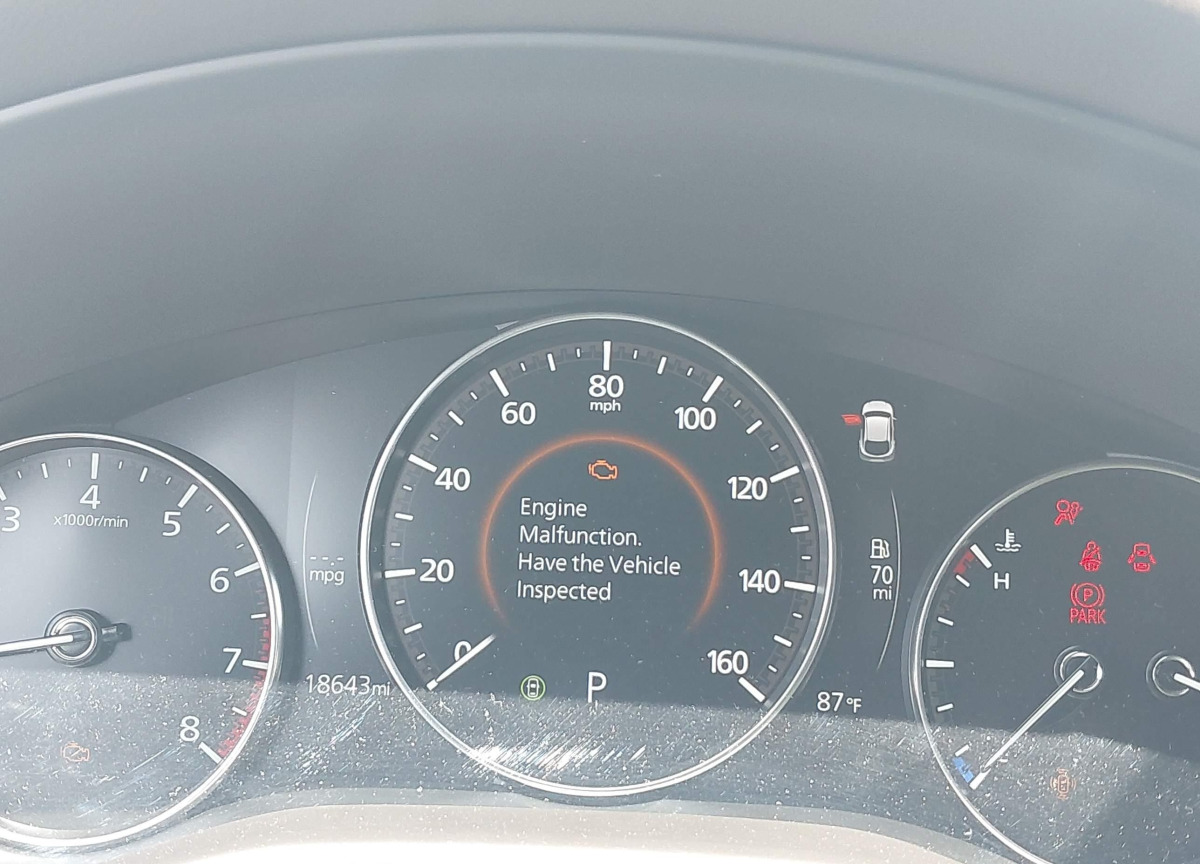 3
4
5
x1000r/min
6
7
8
--.- mpg
18643mi
0
20
40
60
80
mph
100
120
140
160
Engine
Malfunction.
Have the Vehicle
Inspected
P
70
mi
87°F
H
P
PARK